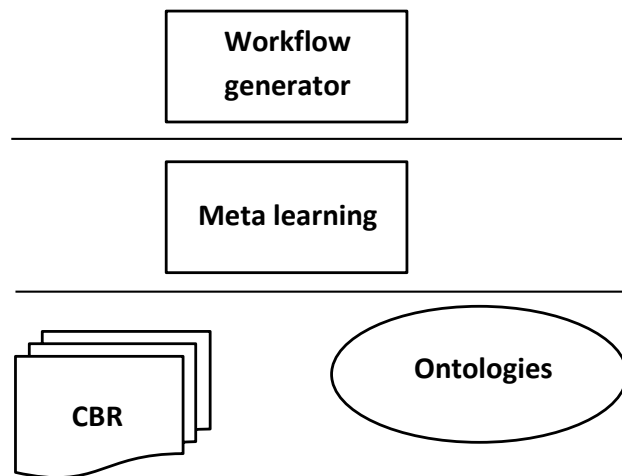 Workflow
generator
Meta learning
Ontologies
CBR